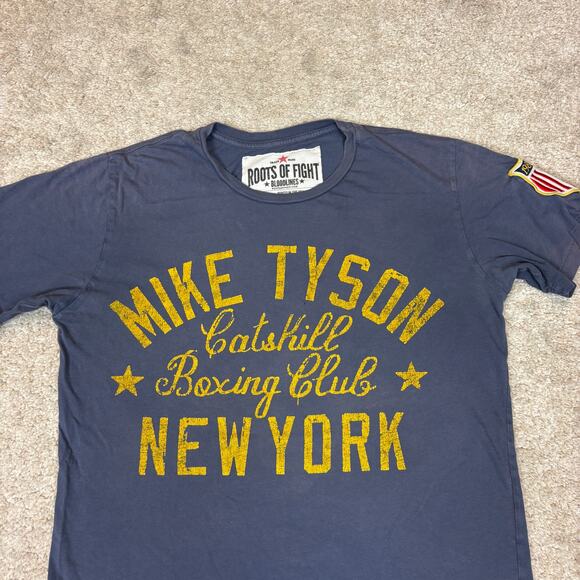 ROOTS OF FIGHT
BLOODLINES
MIKE TYSON
Catskill
Boxing Club
NEW YORK